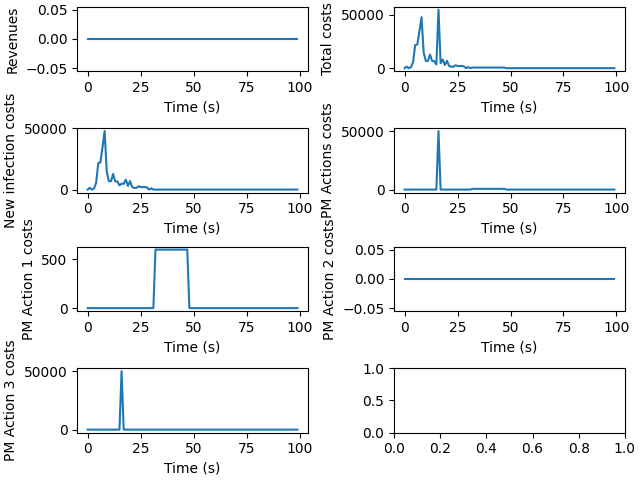 Revenues
0.05
0.00
−0.05
0 25 50 75 100
Time (s)
Total costs
50000
0
0 25 50 75 100
Time (s)
New infection costs
50000
0
0 25 50 75 100
Time (s)
PM Actions costs
50000
0
0 25 50 75 100
Time (s)
PM Action 1 costs
500
0
0 25 50 75 100
Time (s)
PM Action 2 costs
0.05
0.00
−0.05
0 25 50 75 100
Time (s)
PM Action 3 costs
50000
0
0 25 50 75 100
Time (s)
1.0
0.5
0.0
0.0 0.2 0.4 0.6 0.8 1.0